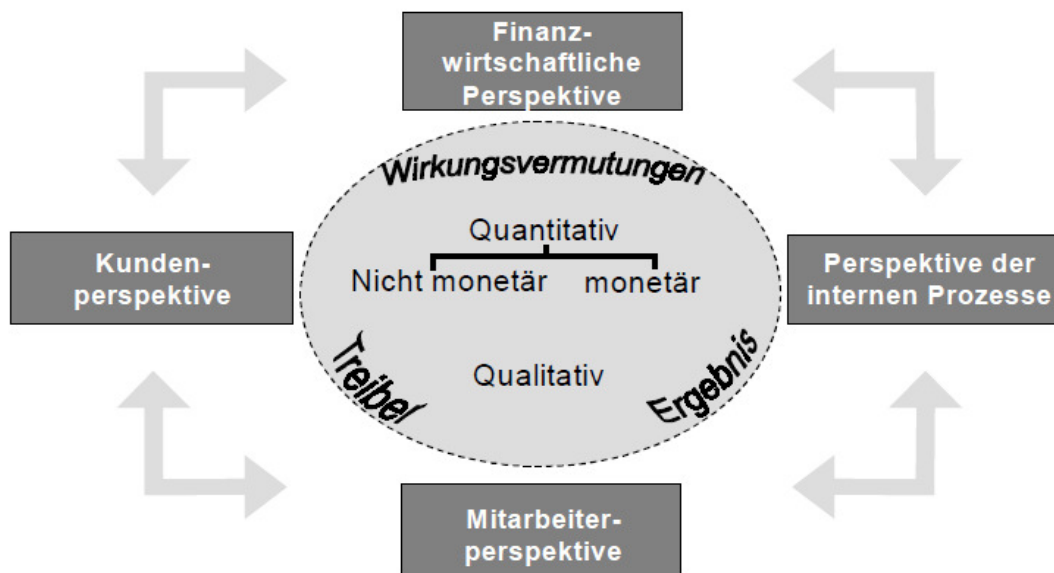 Finanz-
wirtschaftliche
Perspektive
Wirkungsvermutungen
Quantitativ
Nicht monetär monetär
Kunden-
perspektive
Perspektive der
internen Prozesse
Treiber
Qualitativ
Ergebnis
Mitarbeiter-
perspektive